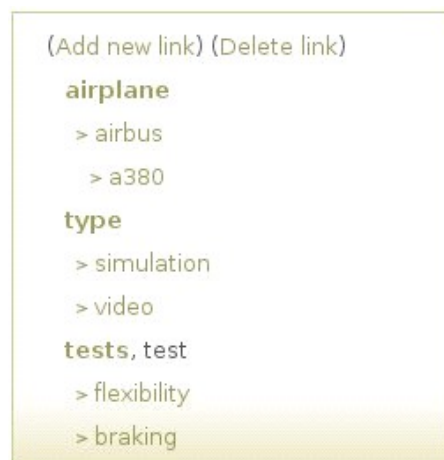 (Add new link) (Delete link)
airplane
> airbus
> a380
type
> simulation
> video
tests, test
> flexibility
> braking